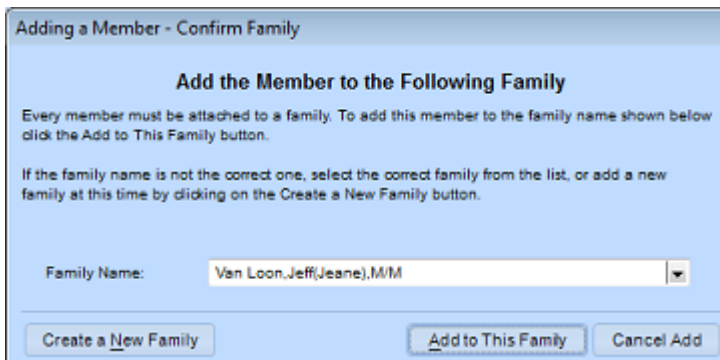 Adding a Member - Confirm Family
Add the Member to the Following Family
Every member must be attached to a family. To add this member to the family name shown below
click the Add to This Family button.
If the family name is not the correct one, select the correct family from the list, or add a new
family at this time by clicking on the Create a New Family button.
Family Name: Van Loon,Jeff(Jeane),M/M
Create a New Family Add to This Family Cancel Add